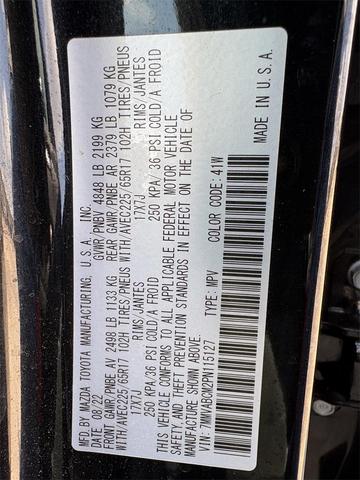 MFD.BY MAZDA TOYOTA MANUFACTURING, U.S.A., INC.
08/22 GVWR/PNBV 4848 LB 2199 KG
FRONT GAWR/PNBE AV 2498 LB 1133 KG REAR GAWR/PNBE AR 2379 LB 1079 KG
WITH/AVEC225/65R17 102H TIRES/PNEUS WITH/AVEC225/65R17 102H TIRES/PNEUS
17X7J RIMS/JANTES 17X7J RIMS/JANTES
250 KPA/36 PSI COLD/A FROID 250 KPA/36 PSI COLD/A FROID
THIS VEHICLE CONFORMS TO ALL APPLICABLE FEDERAL MOTOR VEHICLE
SAFETY AND THEFT PREVENTION STANDARDS IN EFFECT ON THE DATE OF
MANUFACTURE SHOWN ABOVE.
VIN: 7MMVABCM2PN115127 TYPE: MPV COLOR CODE: 41W
MADE IN U.S.A.